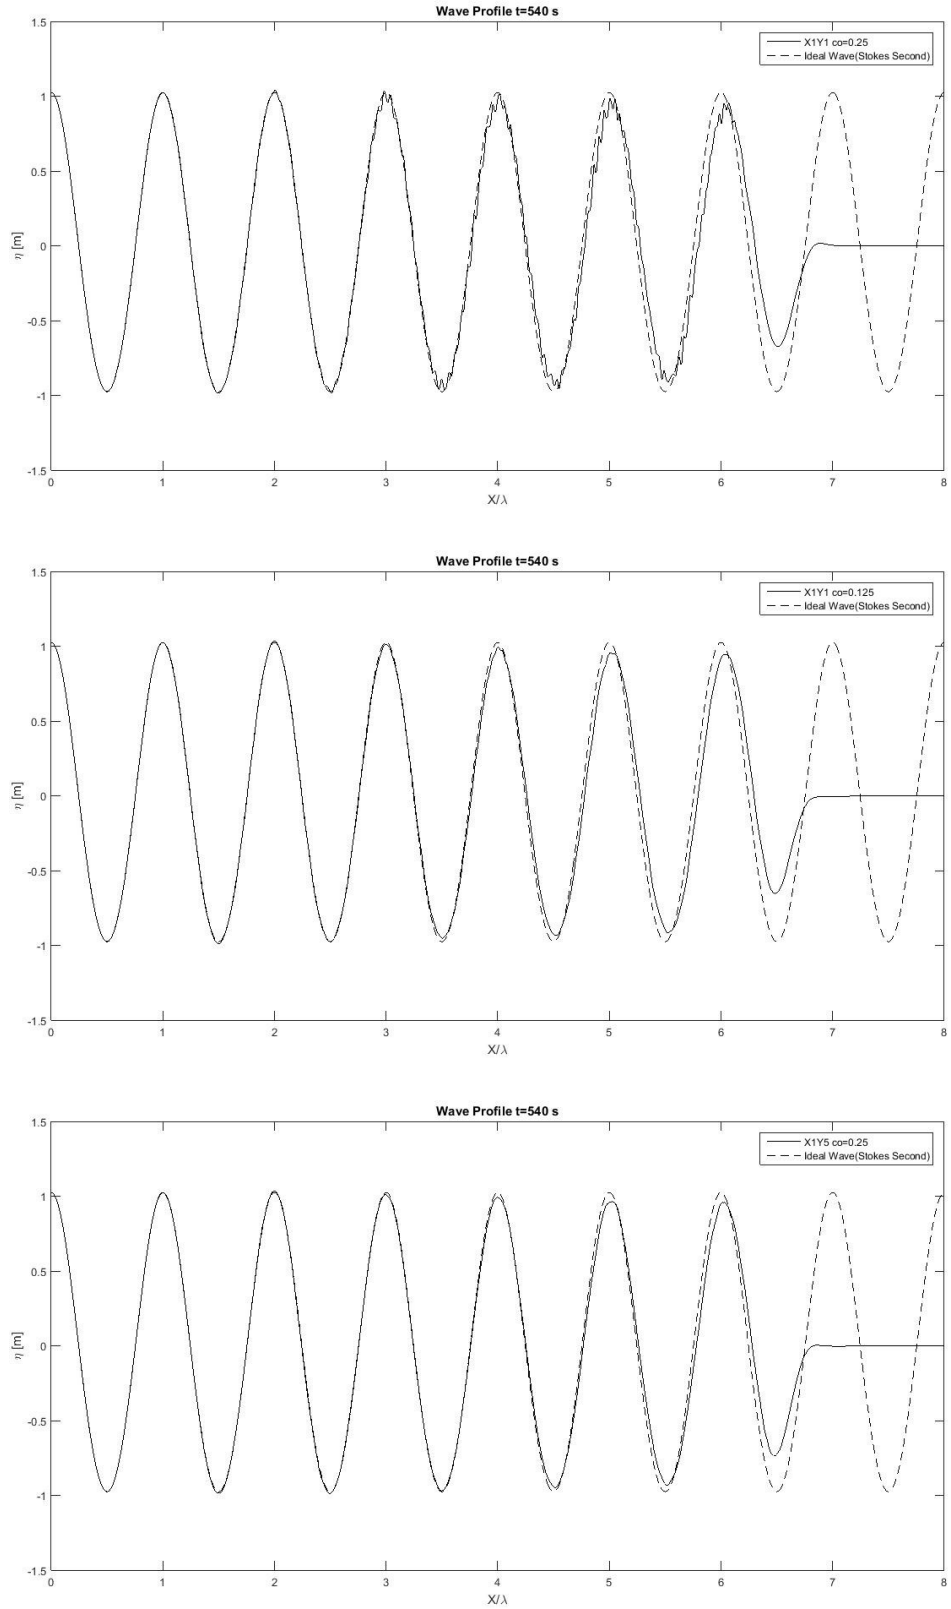 Wave Profile t=540 s
X1Y1 co=0.25
Ideal Wave(Stokes Second)
1.5
1
0.5
0
-0.5
-1
-1.5
η [m]
0 1 2 3 4 5 6 7 8
X/λ
Wave Profile t=540 s
X1Y1 co=0.125
Ideal Wave(Stokes Second)
1.5
1
0.5
0
-0.5
-1
-1.5
η [m]
0 1 2 3 4 5 6 7 8
X/λ
Wave Profile t=540 s
X1Y5 co=0.25
Ideal Wave(Stokes Second)
1.5
1
0.5
0
-0.5
-1
-1.5
η [m]
0 1 2 3 4 5 6 7 8
X/λ